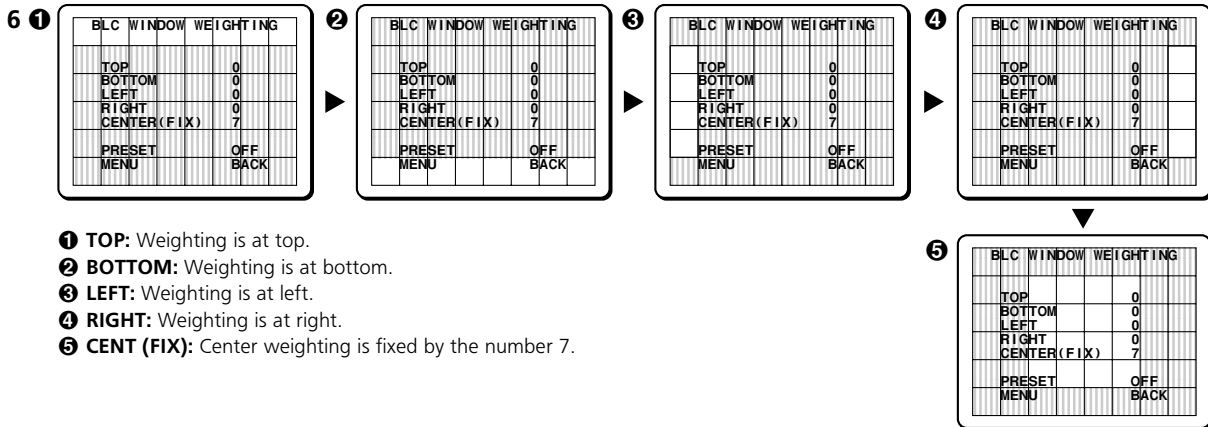 6 ❶ BLC WINDOW WEIGHTING
TOP 0
BOTTOM 0
LEFT 0
RIGHT 0
CENTER(FIX) 7
PRESET OFF
MENU BACK
❷ BLC WINDOW WEIGHTING
TOP 0
BOTTOM 0
LEFT 0
RIGHT 0
CENTER(FIX) 7
PRESET OFF
MENU BACK
❸ BLC WINDOW WEIGHTING
TOP 0
BOTTOM 0
LEFT 0
RIGHT 0
CENTER(FIX) 7
PRESET OFF
MENU BACK
❹ BLC WINDOW WEIGHTING
TOP 0
BOTTOM 0
LEFT 0
RIGHT 0
CENTER(FIX) 7
PRESET OFF
MENU BACK
❶ TOP: Weighting is at top.
❷ BOTTOM: Weighting is at bottom.
❸ LEFT: Weighting is at left.
❹ RIGHT: Weighting is at right.
❺ CENT (FIX): Center weighting is fixed by the number 7.
❺ BLC WINDOW WEIGHTING
TOP 0
BOTTOM 0
LEFT 0
RIGHT 0
CENTER(FIX) 7
PRESET OFF
MENU BACK